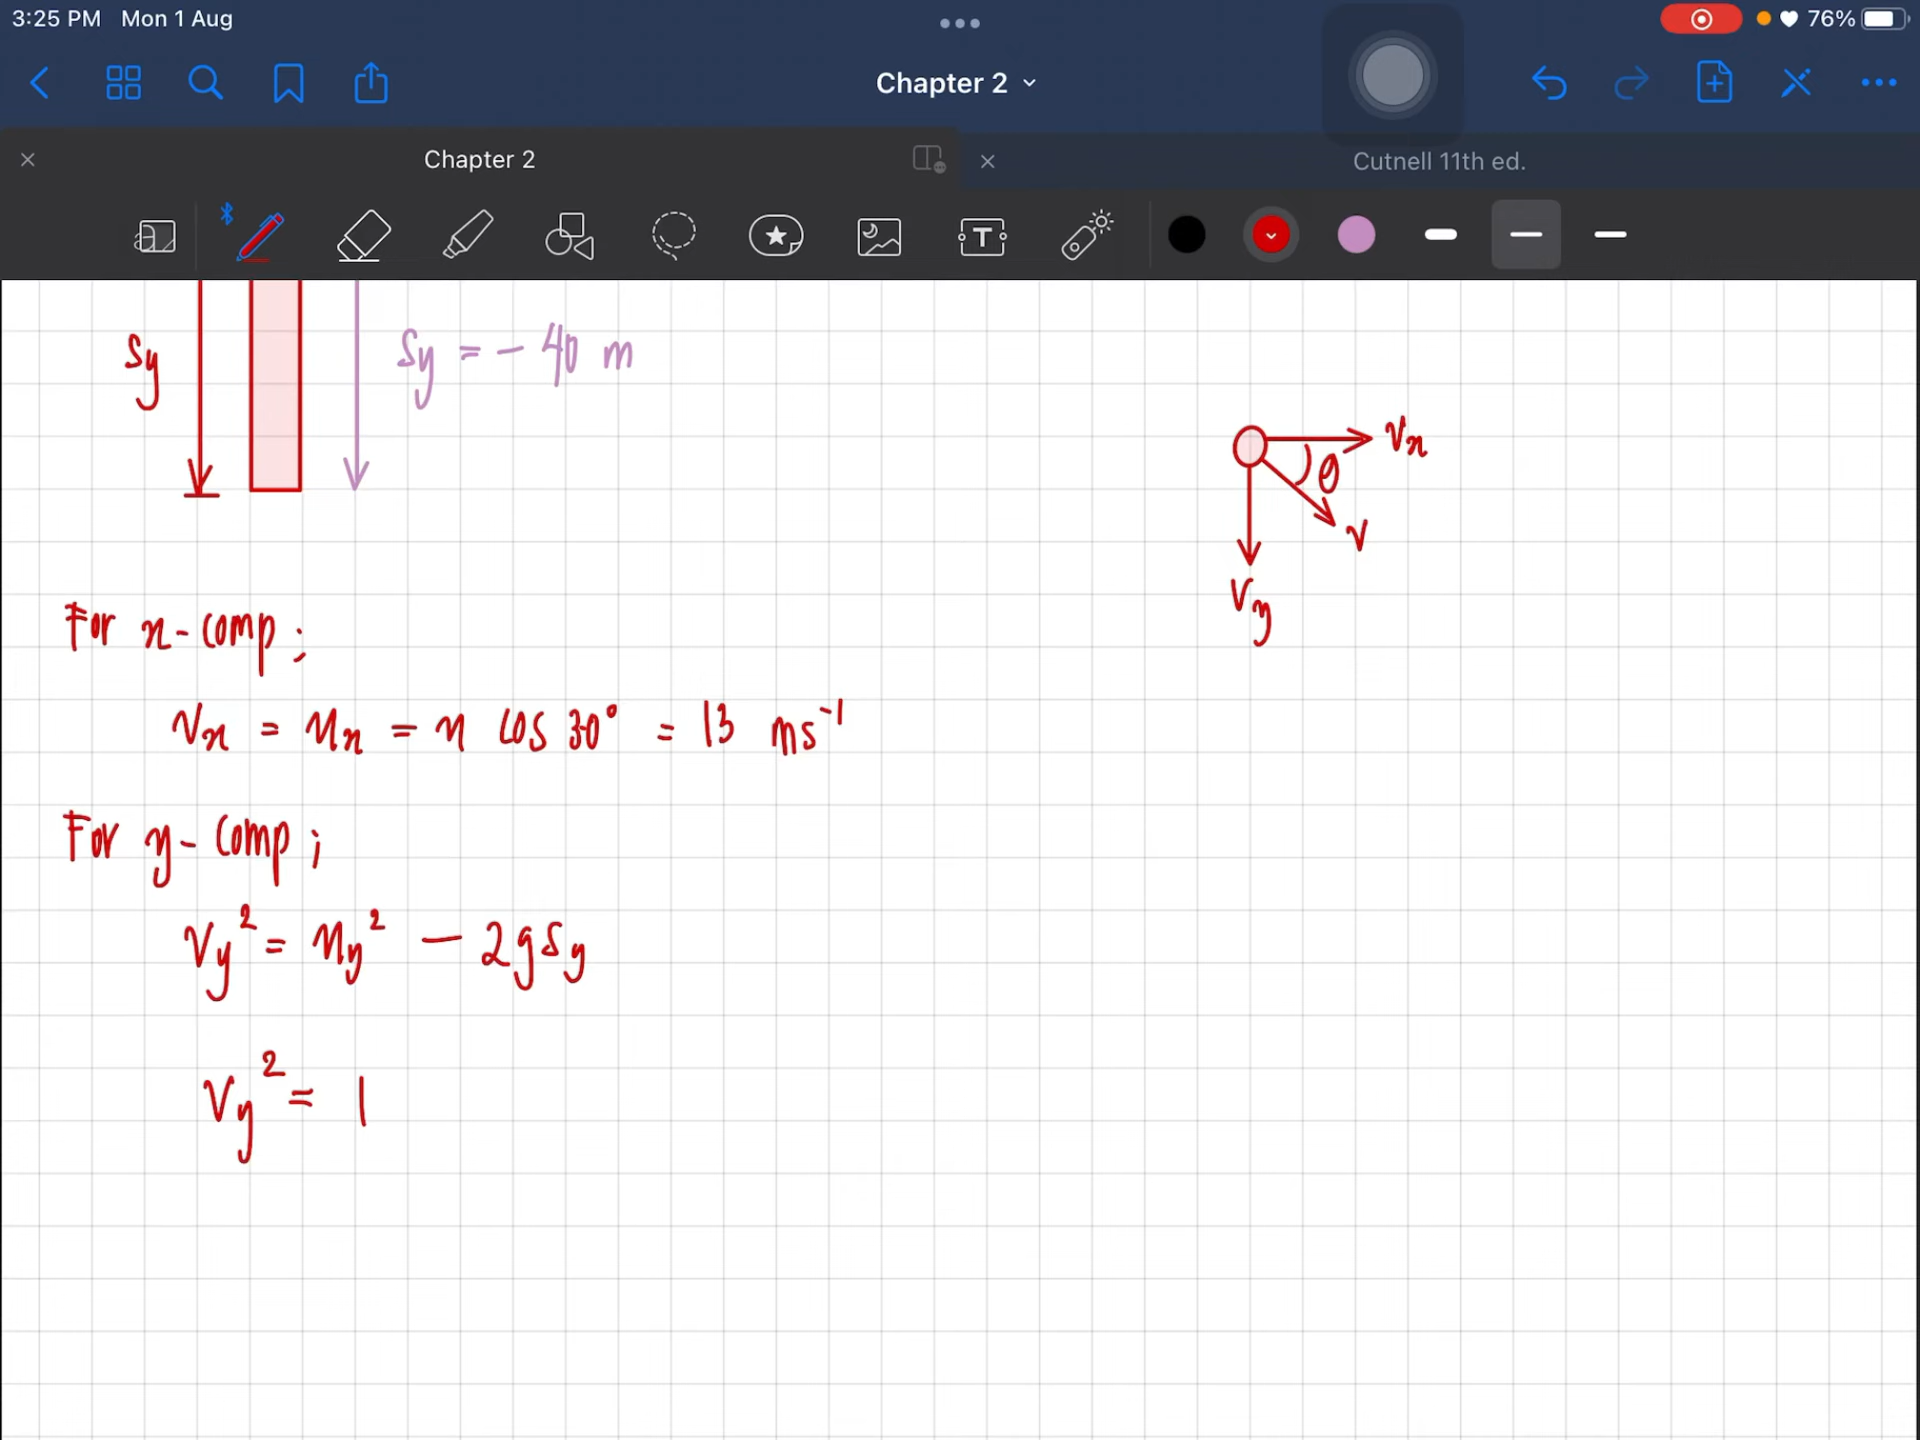 3:25 PM Mon 1 Aug
76%
Chapter 2
Chapter 2
Cutnell 11th ed.
Sy
Sy = - 40 m
Vx
θ
V
Vy
For x-comp ;
Vx = Ux = u cos 30° = 13 ms⁻¹
For y-comp ;
Vy² = Uy² - 2gSy
Vy² = 1